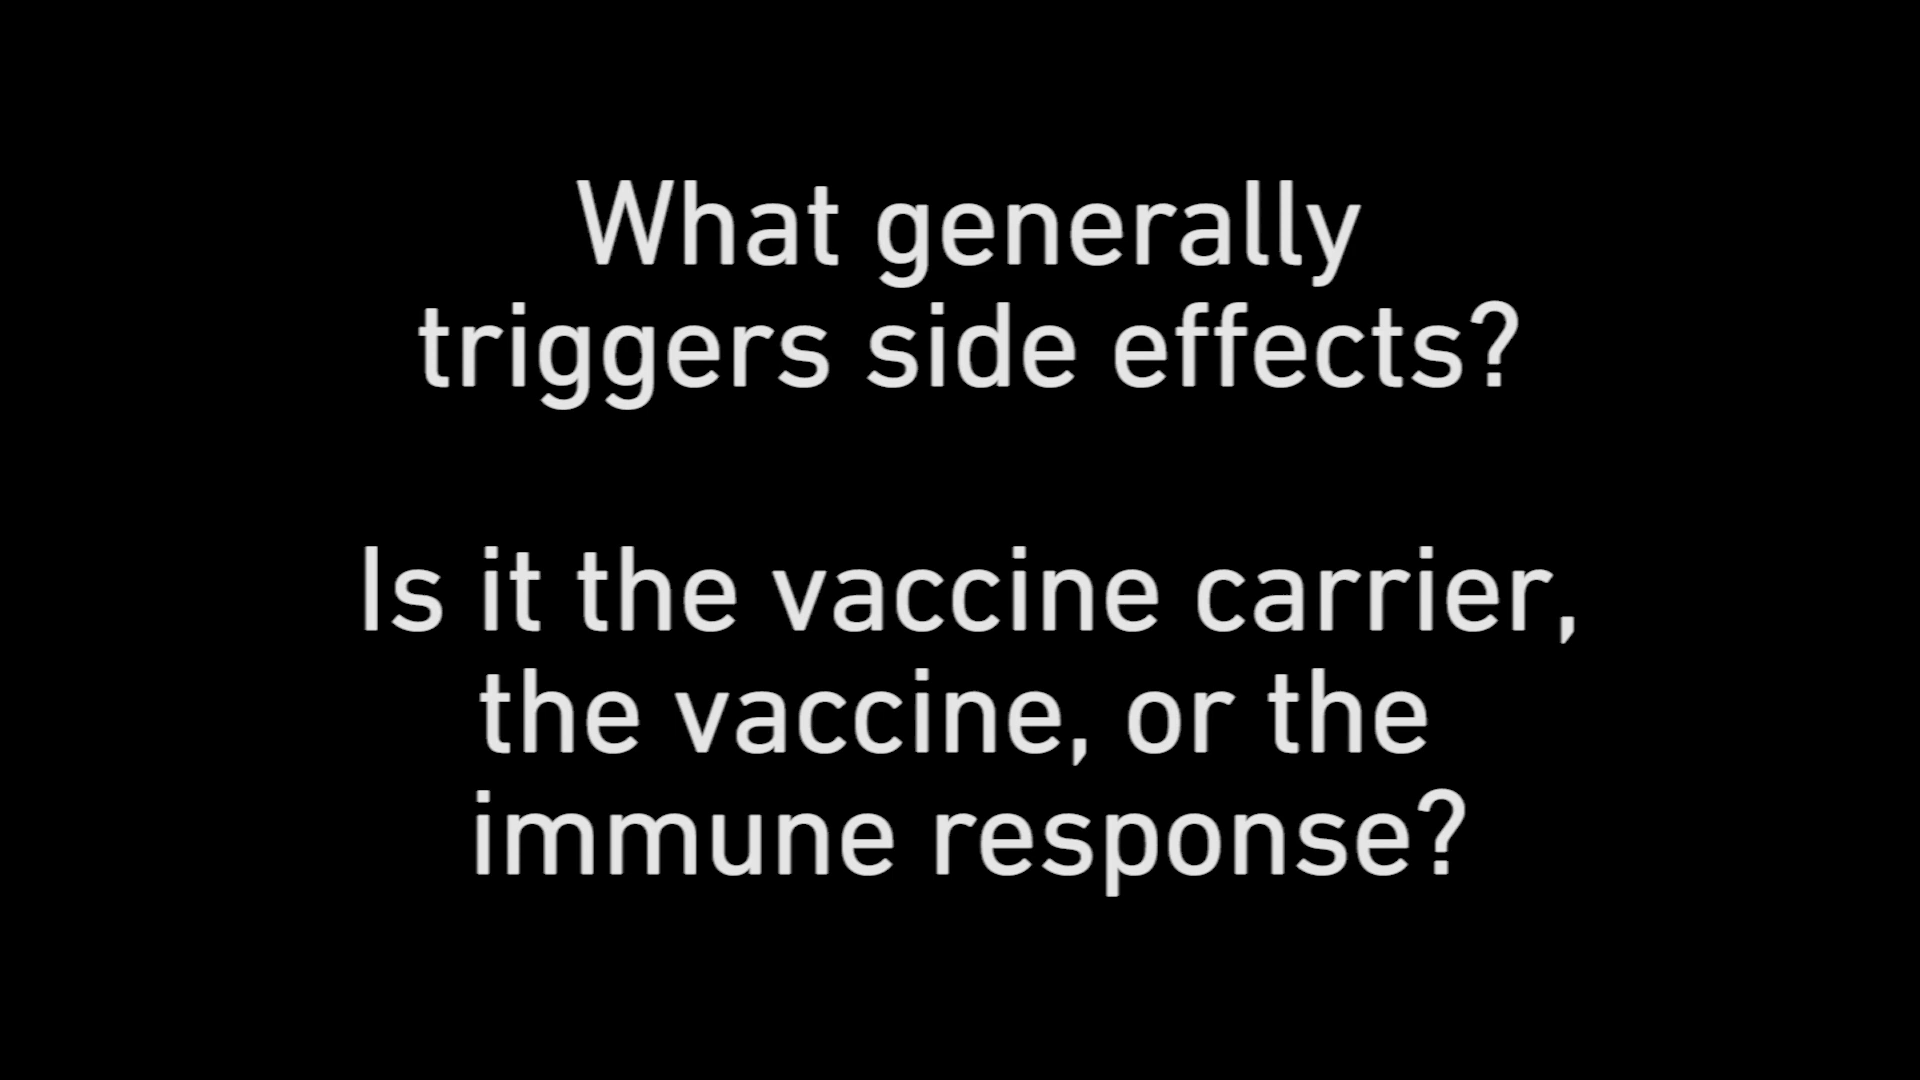 What generally
triggers side effects?
Is it the vaccine carrier,
the vaccine, or the
immune response?